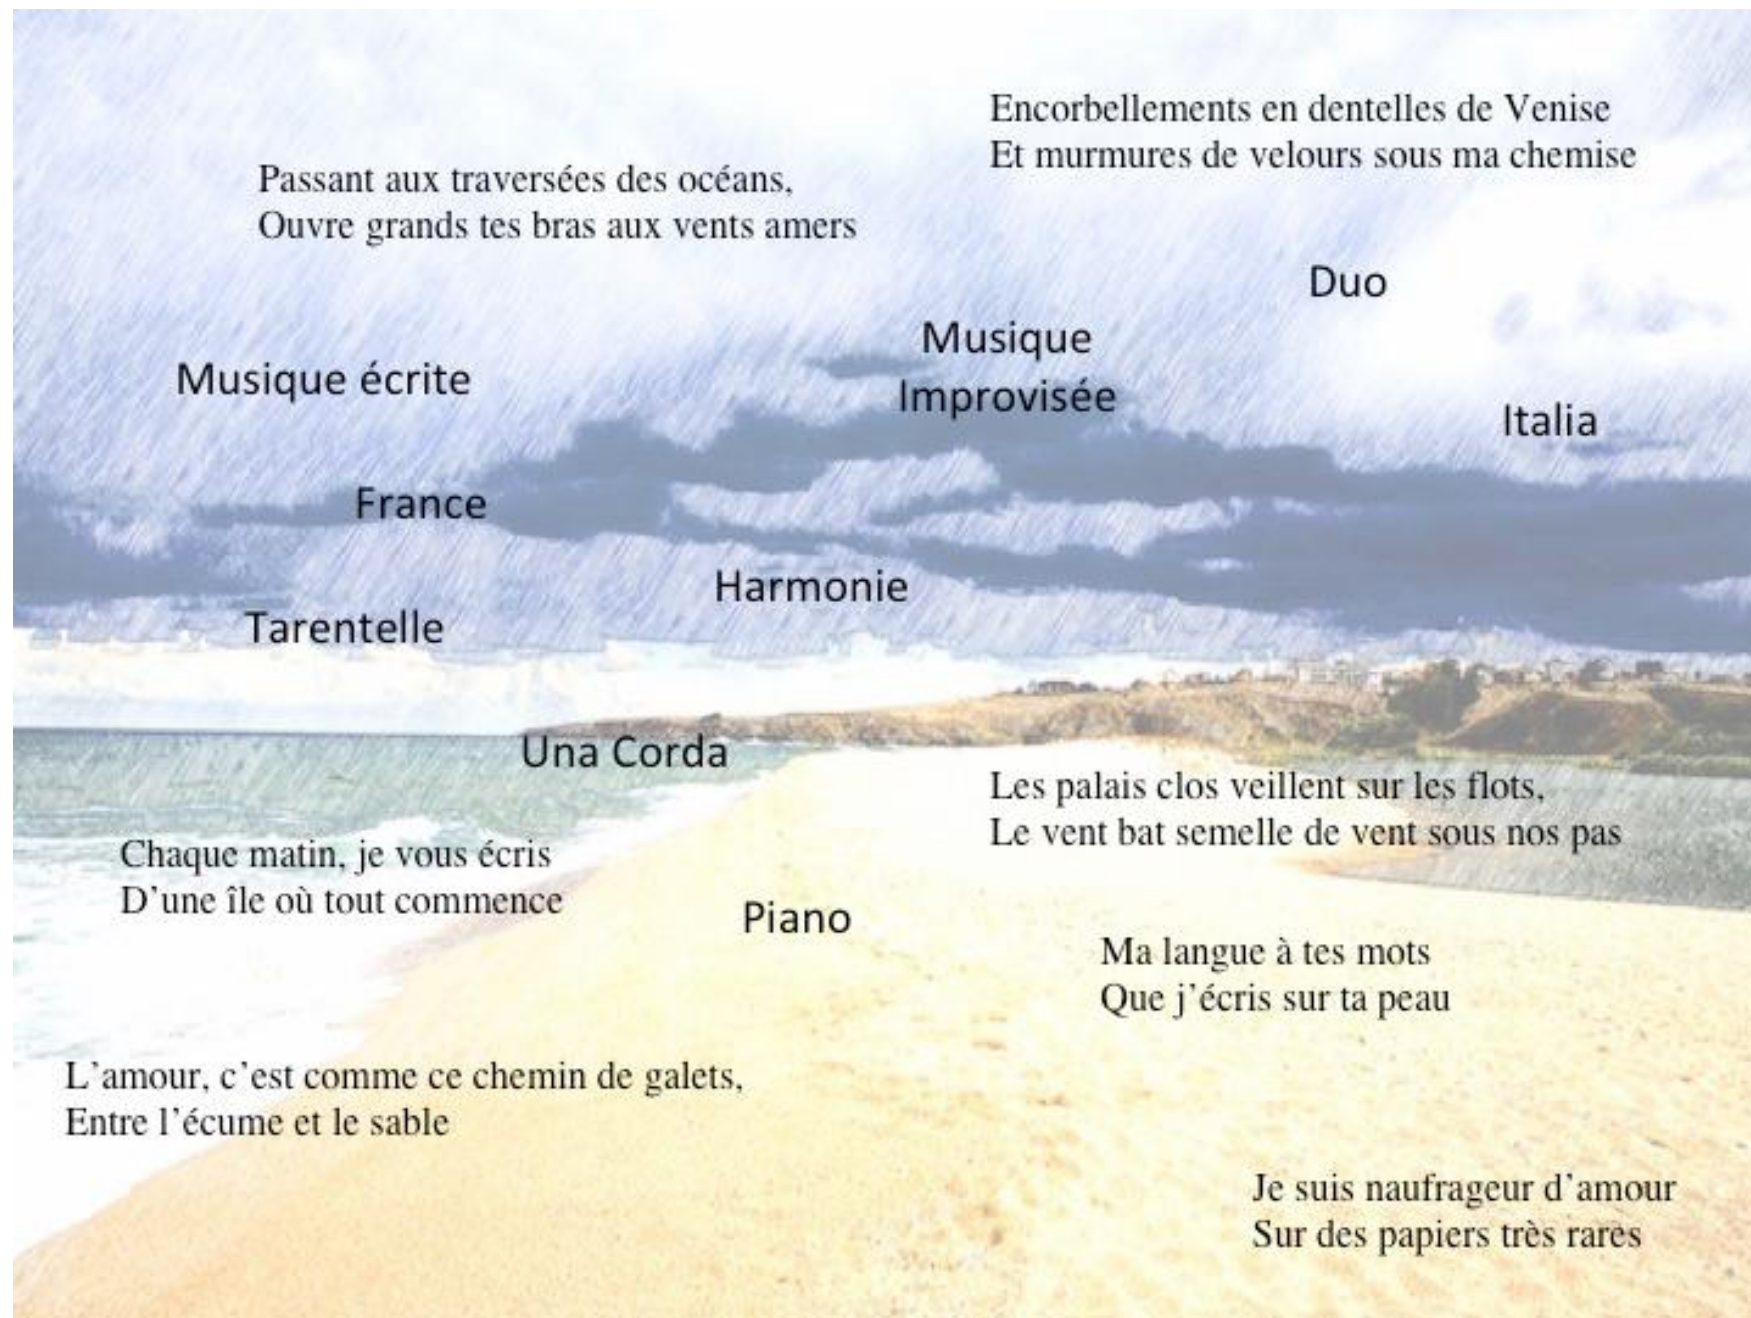 Encorbellements en dentelles de Venise
Et murmures de velours sous ma chemise
Passant aux traversées des océans,
Ouvre grands tes bras aux vents amers
Duo
Musique
Improvisée
Musique écrite
Italia
France
Harmonie
Tarentelle
Una Corda
Les palais clos veillent sur les flots,
Le vent bat semelle de vent sous nos pas
Chaque matin, je vous écris
D'une île où tout commence
Piano
Ma langue à tes mots
Que j'écris sur ta peau
L'amour, c'est comme ce chemin de galets,
Entre l'écume et le sable
Je suis naufrageur d'amour
Sur des papiers très rares